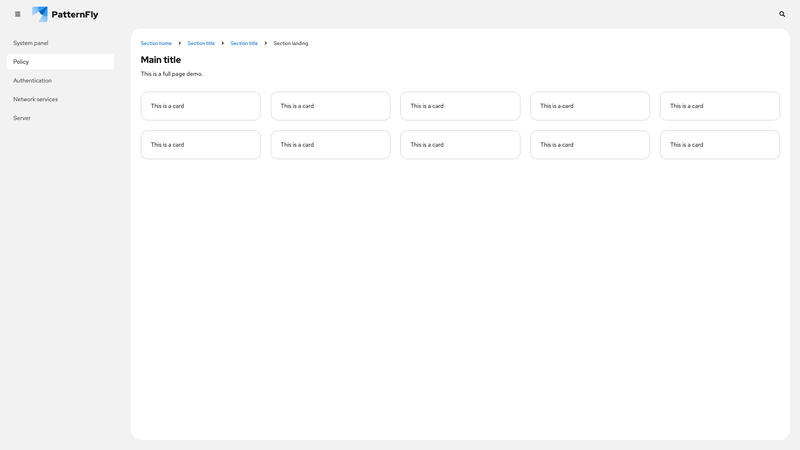 PatternFly
System panel
Policy
Authentication
Network services
Server
Section home Section title Section title Section landing
Main title
This is a full page demo.
This is a card This is a card This is a card This is a card This is a card
This is a card This is a card This is a card This is a card This is a card